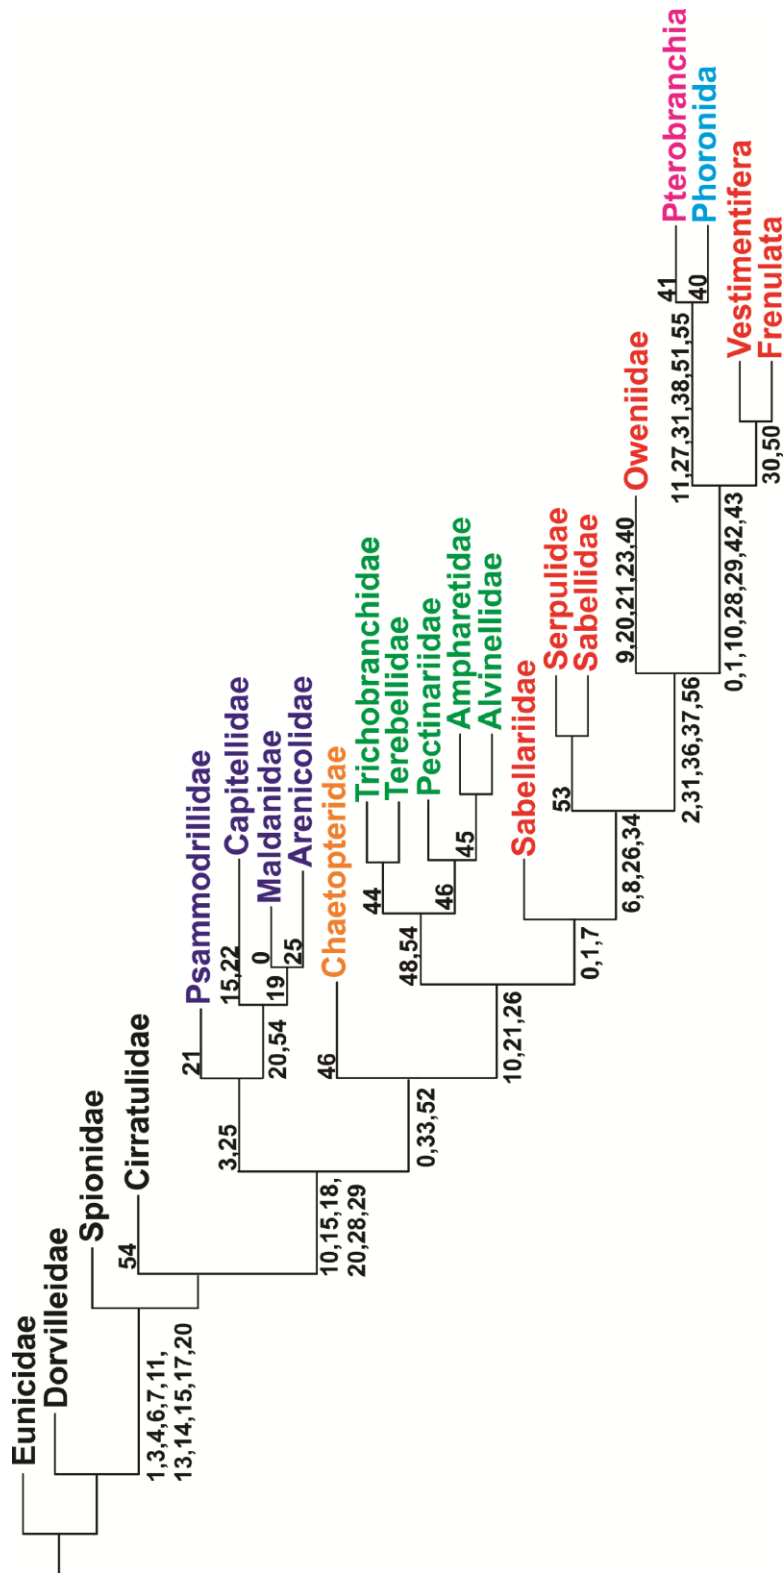 Eunicidae
Dorvilleidae
Spionidae
1,3,4,6,7,11,
13,14,15,17,20
Cirratulidae
54
10,15,18,
20,28,29
Psammodrillidae
21
3,25
Capitellidae
15,22
20,54
Maldanidae
0
19
Arenicolidae
25
Chaetopteridae
46
0,33,52
Trichobranchidae
44
Terebellidae
48,54
Pectinariidae
46
Ampharetidae
45
Alvinellidae
10,21,26
Sabellariidae
0,1,7
Serpulidae
53
Sabellidae
6,8,26,34
Oweniidae
9,20,21,23,40
2,31,36,37,56
Pterobranchia
41
Phoronida
40
11,27,31,38,51,55
0,1,10,28,29,42,43
Vestimentifera
Frenulata
30,50